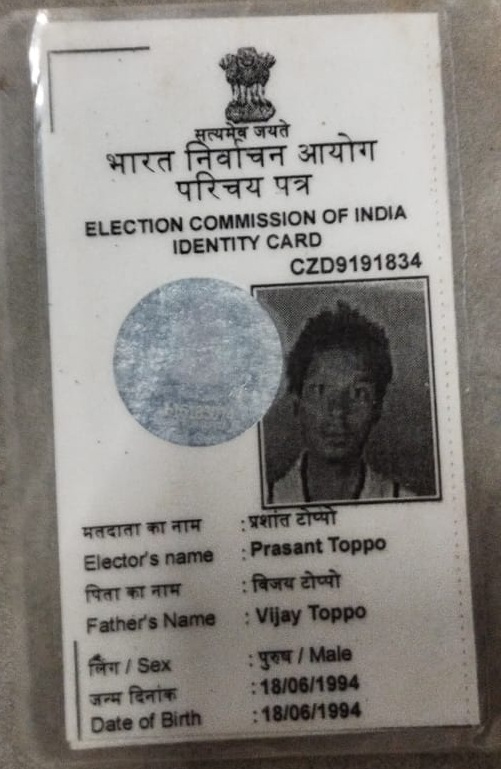 सत्यमेव जयते
भारत निर्वाचन आयोग
परिचय पत्र
ELECTION COMMISSION OF INDIA
IDENTITY CARD
CZD9191834
मतदाता का नाम : प्रशांत टोप्पो
Elector's name : Prasant Toppo
पिता का नाम : विजय टोप्पो
Father's Name : Vijay Toppo
लिंग / Sex : पुरुष / Male
जन्म दिनांक : 18/06/1994
Date of Birth : 18/06/1994